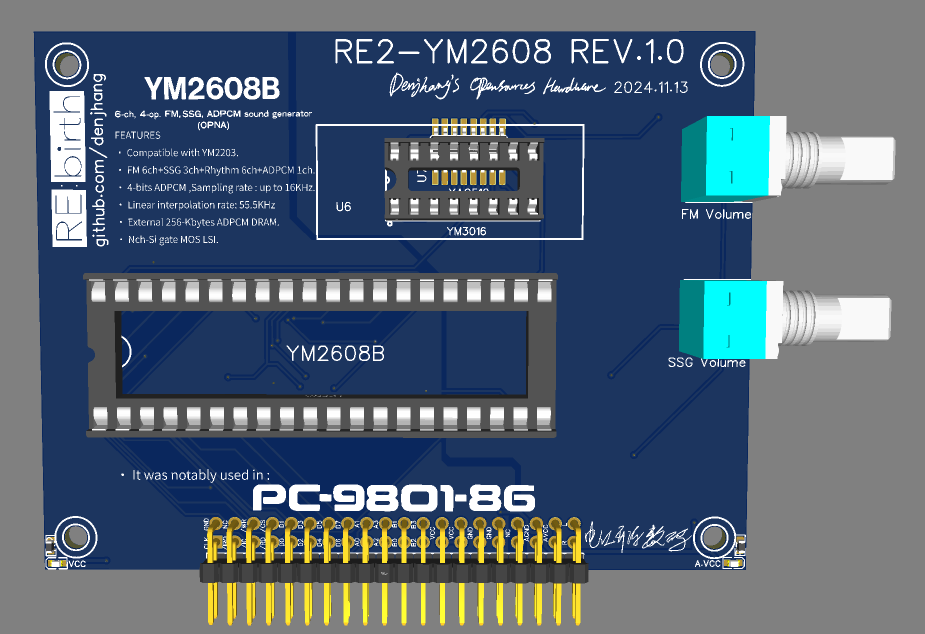 RE2-YM2608 REV.1.0
Denjhang's Opensources Hardware 2024.11.13
RE:birth
github.com/denjhang
YM2608B
6-ch, 4-op. FM, SSG, ADPCM sound generator
(OPNA)
FEATURES
· Compatible with YM2203.
· FM 6ch+SSG 3ch+Rhythm 6ch+ADPCM 1ch.
· 4-bits ADPCM ,Sampling rate : up to 16KHz.
· Linear interpolation rate: 55.5KHz
· External 256-Kbytes ADPCM DRAM.
· Nch-Si gate MOS LSI.
U6
YM3016
FM Volume
SSG Volume
YM2608B
· It was notably used in :
PC-9801-86
VCC
A-VCC